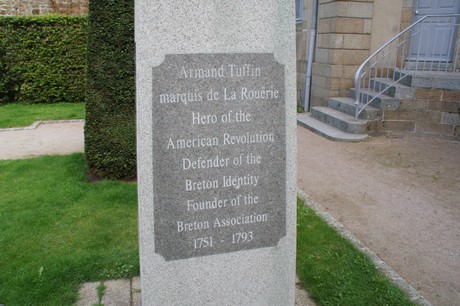 Armand Tuffin
marquis de La Rouërie
Hero of the
American Revolution
Defender of the
Breton Identity
Founder of the
Breton Association
1751 - 1793